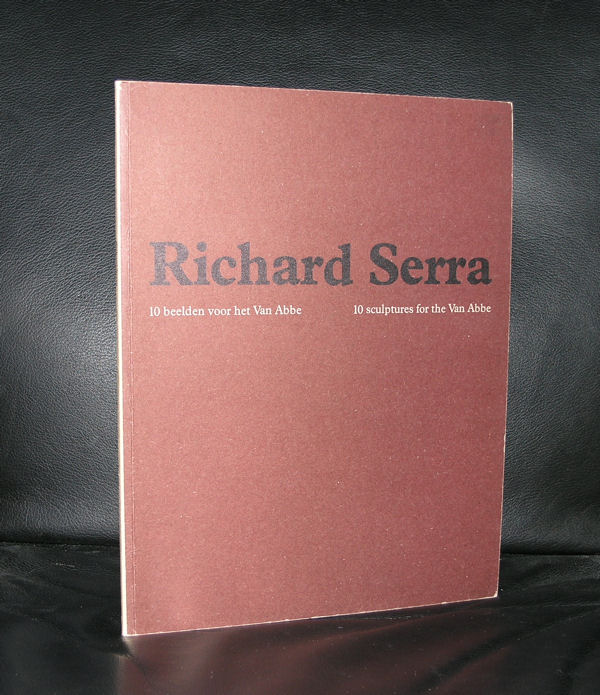 Richard Serra
10 beelden voor het Van Abbe 10 sculptures for the Van Abbe